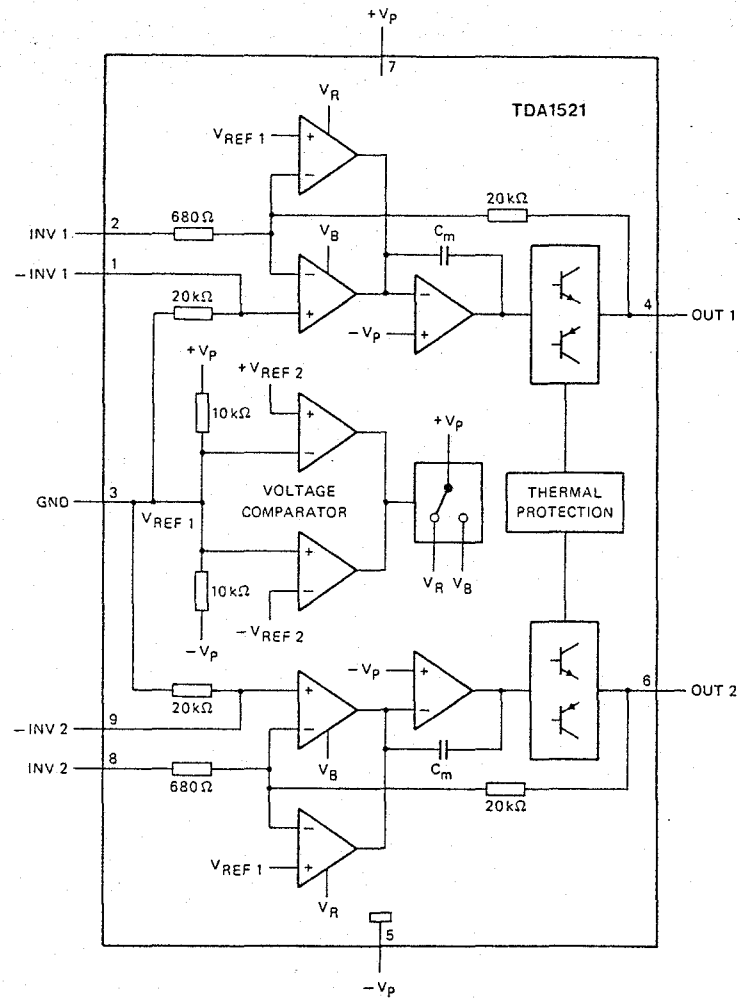 +VP
7
TDA1521
VR
VREF 1
+
−
20kΩ
680Ω
2
INV 1
VB
Cm
1
−INV 1
−
+
−
−VP
+
4
OUT 1
20kΩ
+VP
+VREF 2
10kΩ
+
−
+VP
3
GND
VREF 1
VOLTAGE
COMPARATOR
THERMAL
PROTECTION
+
−
VR
VB
10kΩ
−VREF 2
−VP
−VP
+
−
6
OUT 2
20kΩ
+
−
9
−INV 2
VB
Cm
8
INV 2
680Ω
20kΩ
−
+
VREF 1
VR
5
−VP